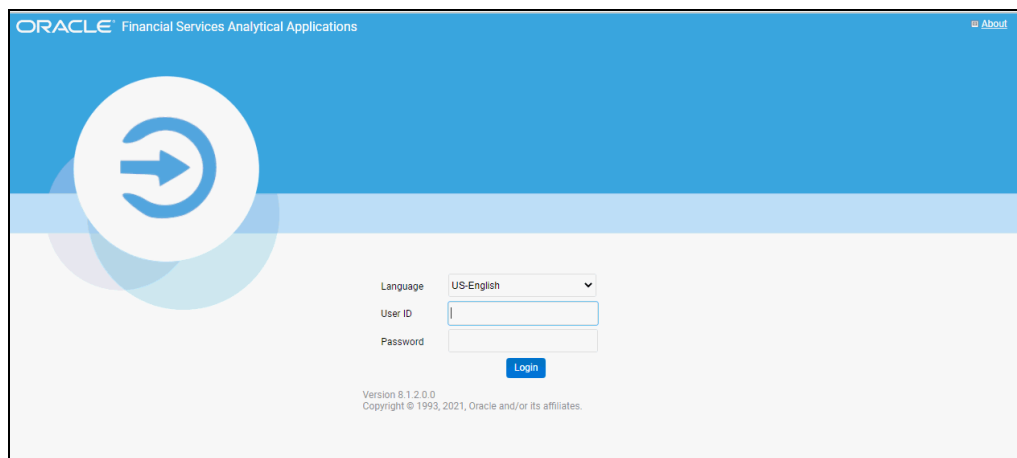 ORACLE® Financial Services Analytical Applications
About
Language US-English
User ID
Password
Login
Version 8.1.2.0.0
Copyright © 1993, 2021, Oracle and/or its affiliates.